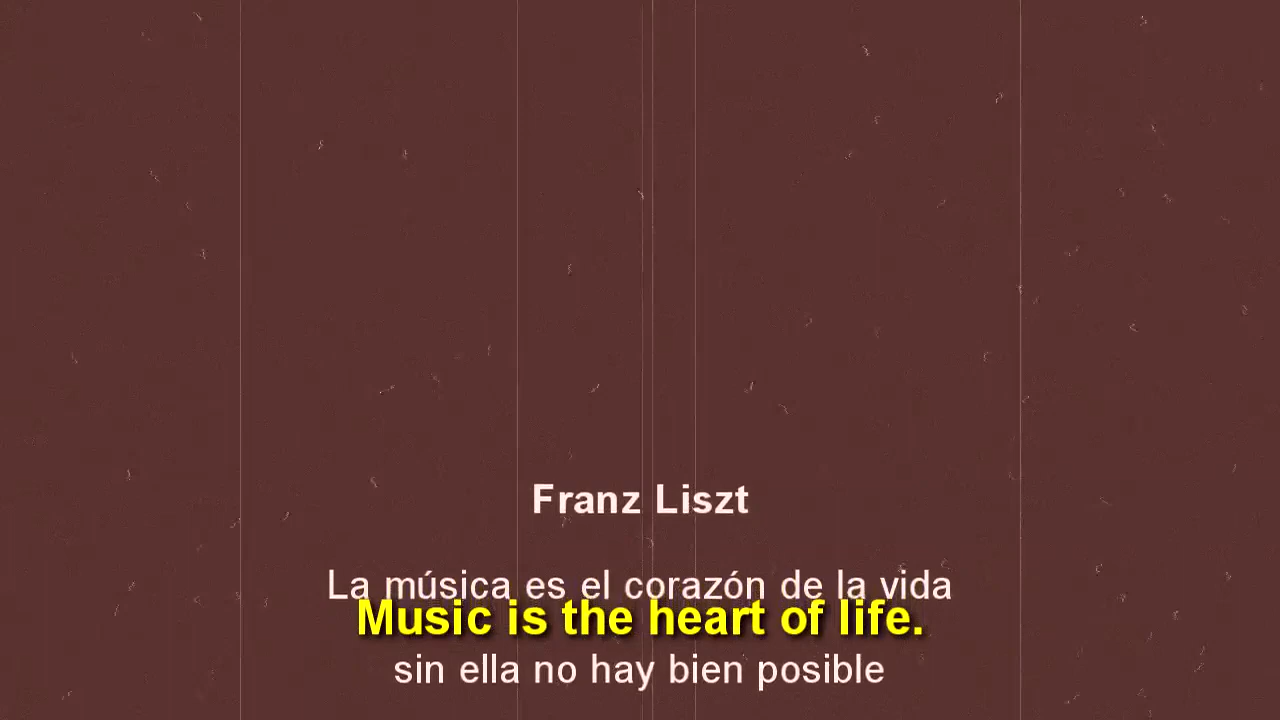 Franz Liszt
La música es el corazón de la vida
Music is the heart of life.
sin ella no hay bien posible